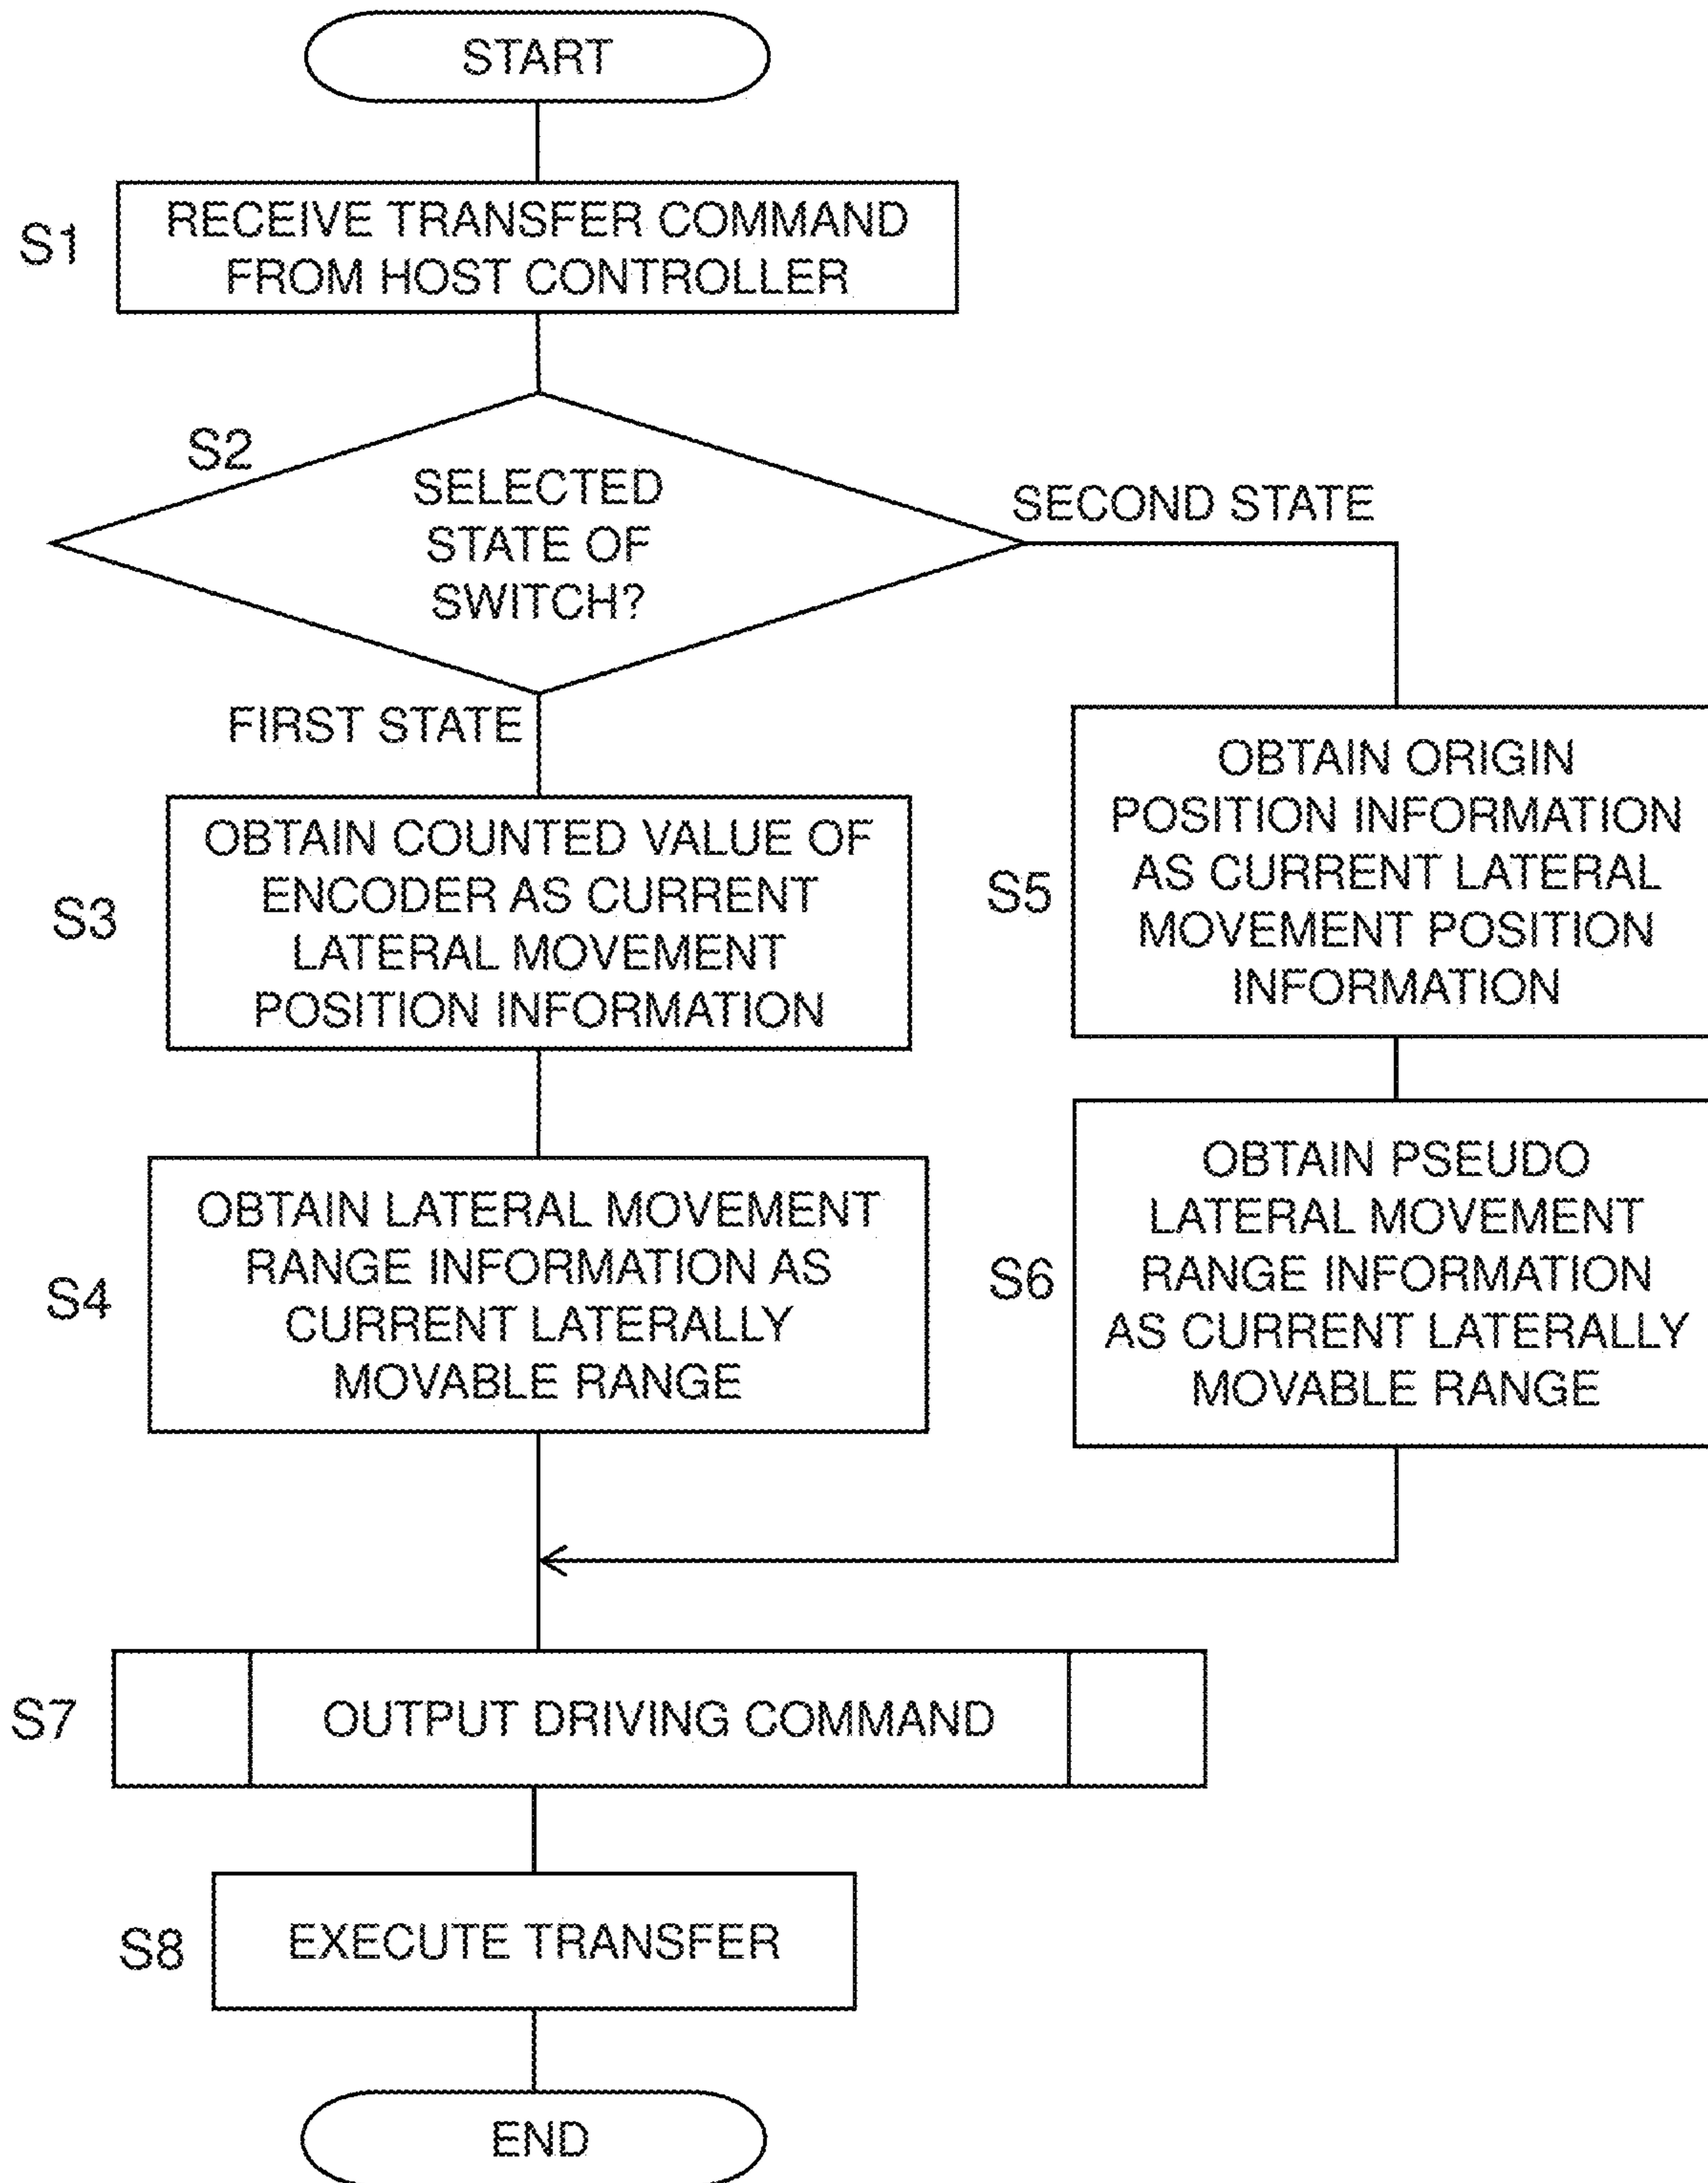 START
S1
RECEIVE TRANSFER COMMAND
FROM HOST CONTROLLER
S2
SELECTED
STATE OF
SWITCH?
SECOND STATE
FIRST STATE
S3
OBTAIN COUNTED VALUE OF
ENCODER AS CURRENT
LATERAL MOVEMENT
POSITION INFORMATION
S4
OBTAIN LATERAL MOVEMENT
RANGE INFORMATION AS
CURRENT LATERALLY
MOVABLE RANGE
S5
OBTAIN ORIGIN
POSITION INFORMATION
AS CURRENT LATERAL
MOVEMENT POSITION
INFORMATION
S6
OBTAIN PSEUDO
LATERAL MOVEMENT
RANGE INFORMATION
AS CURRENT LATERALLY
MOVABLE RANGE
S7
OUTPUT DRIVING COMMAND
S8
EXECUTE TRANSFER
END